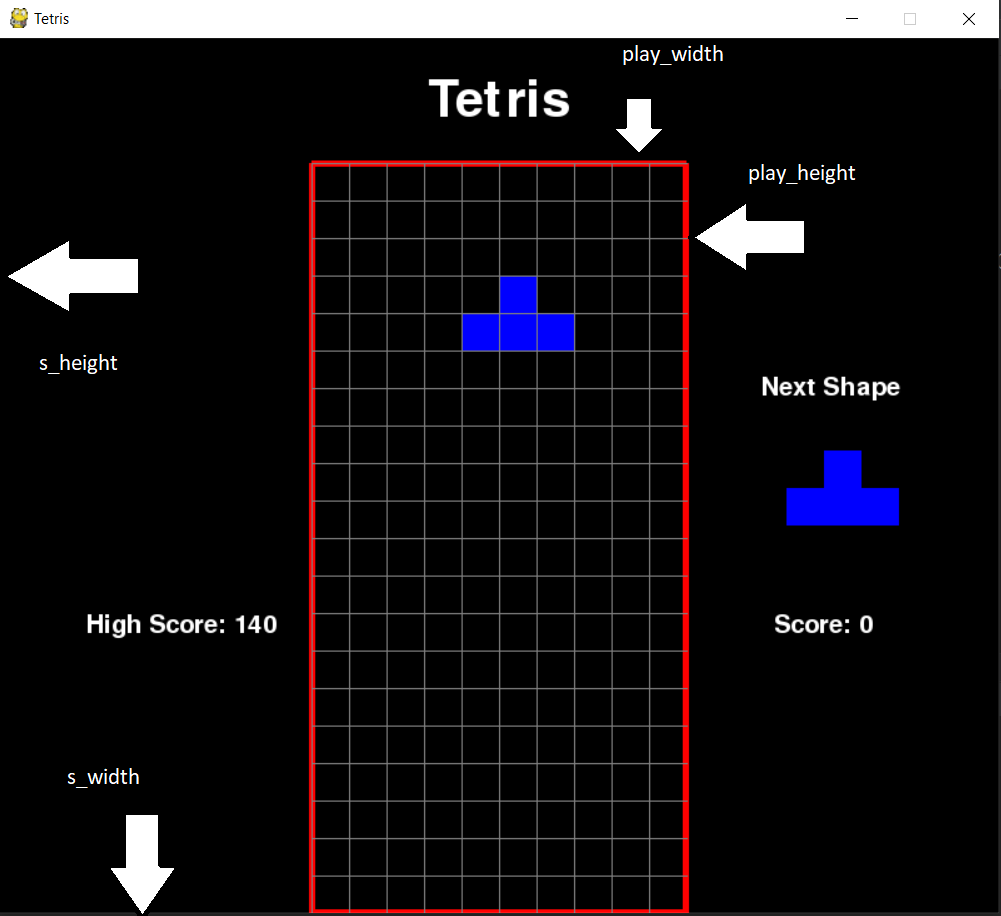 Tetris
play_width
Tetris
play_height
s_height
Next Shape
High Score: 140
Score: 0
s_width